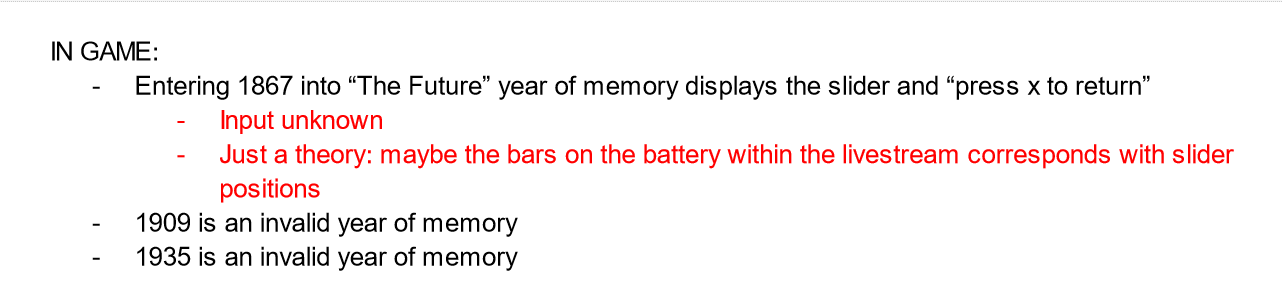 IN GAME:
- Entering 1867 into “The Future” year of memory displays the slider and “press x to return”
- Input unknown
- Just a theory: maybe the bars on the battery within the livestream corresponds with slider
positions
- 1909 is an invalid year of memory
- 1935 is an invalid year of memory